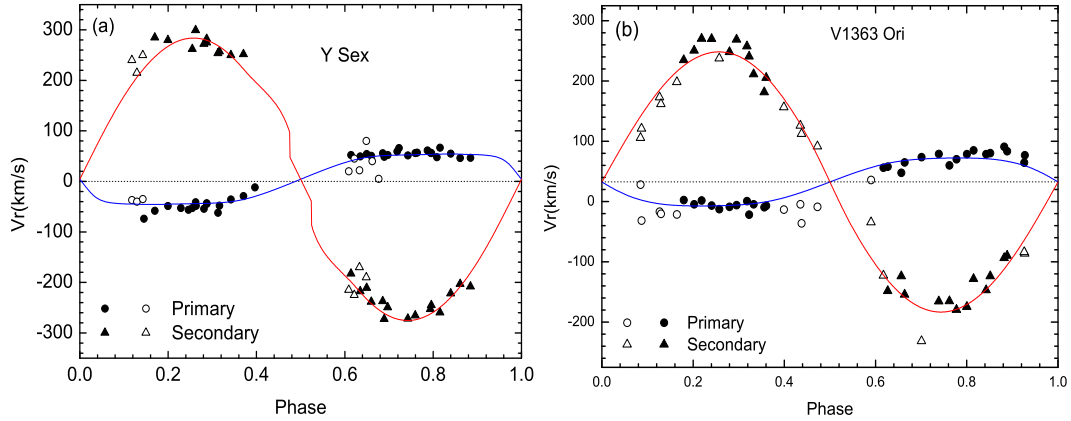 (a)
Y Sex
300
200
100
0
-100
-200
-300
Vr(km/s)
Primary
Secondary
0.0 0.2 0.4 0.6 0.8 1.0
Phase
(b)
V1363 Ori
300
200
100
0
-100
-200
Vr(km/s)
Primary
Secondary
0.0 0.2 0.4 0.6 0.8 1.0
Phase